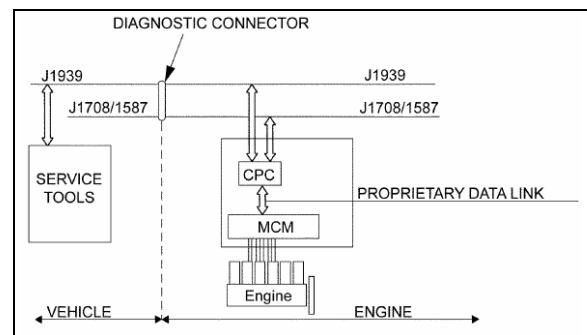 DIAGNOSTIC CONNECTOR
J1939 J1939
J1708/1587 J1708/1587
SERVICE
TOOLS
CPC
PROPRIETARY DATA LINK
MCM
Engine
VEHICLE ENGINE